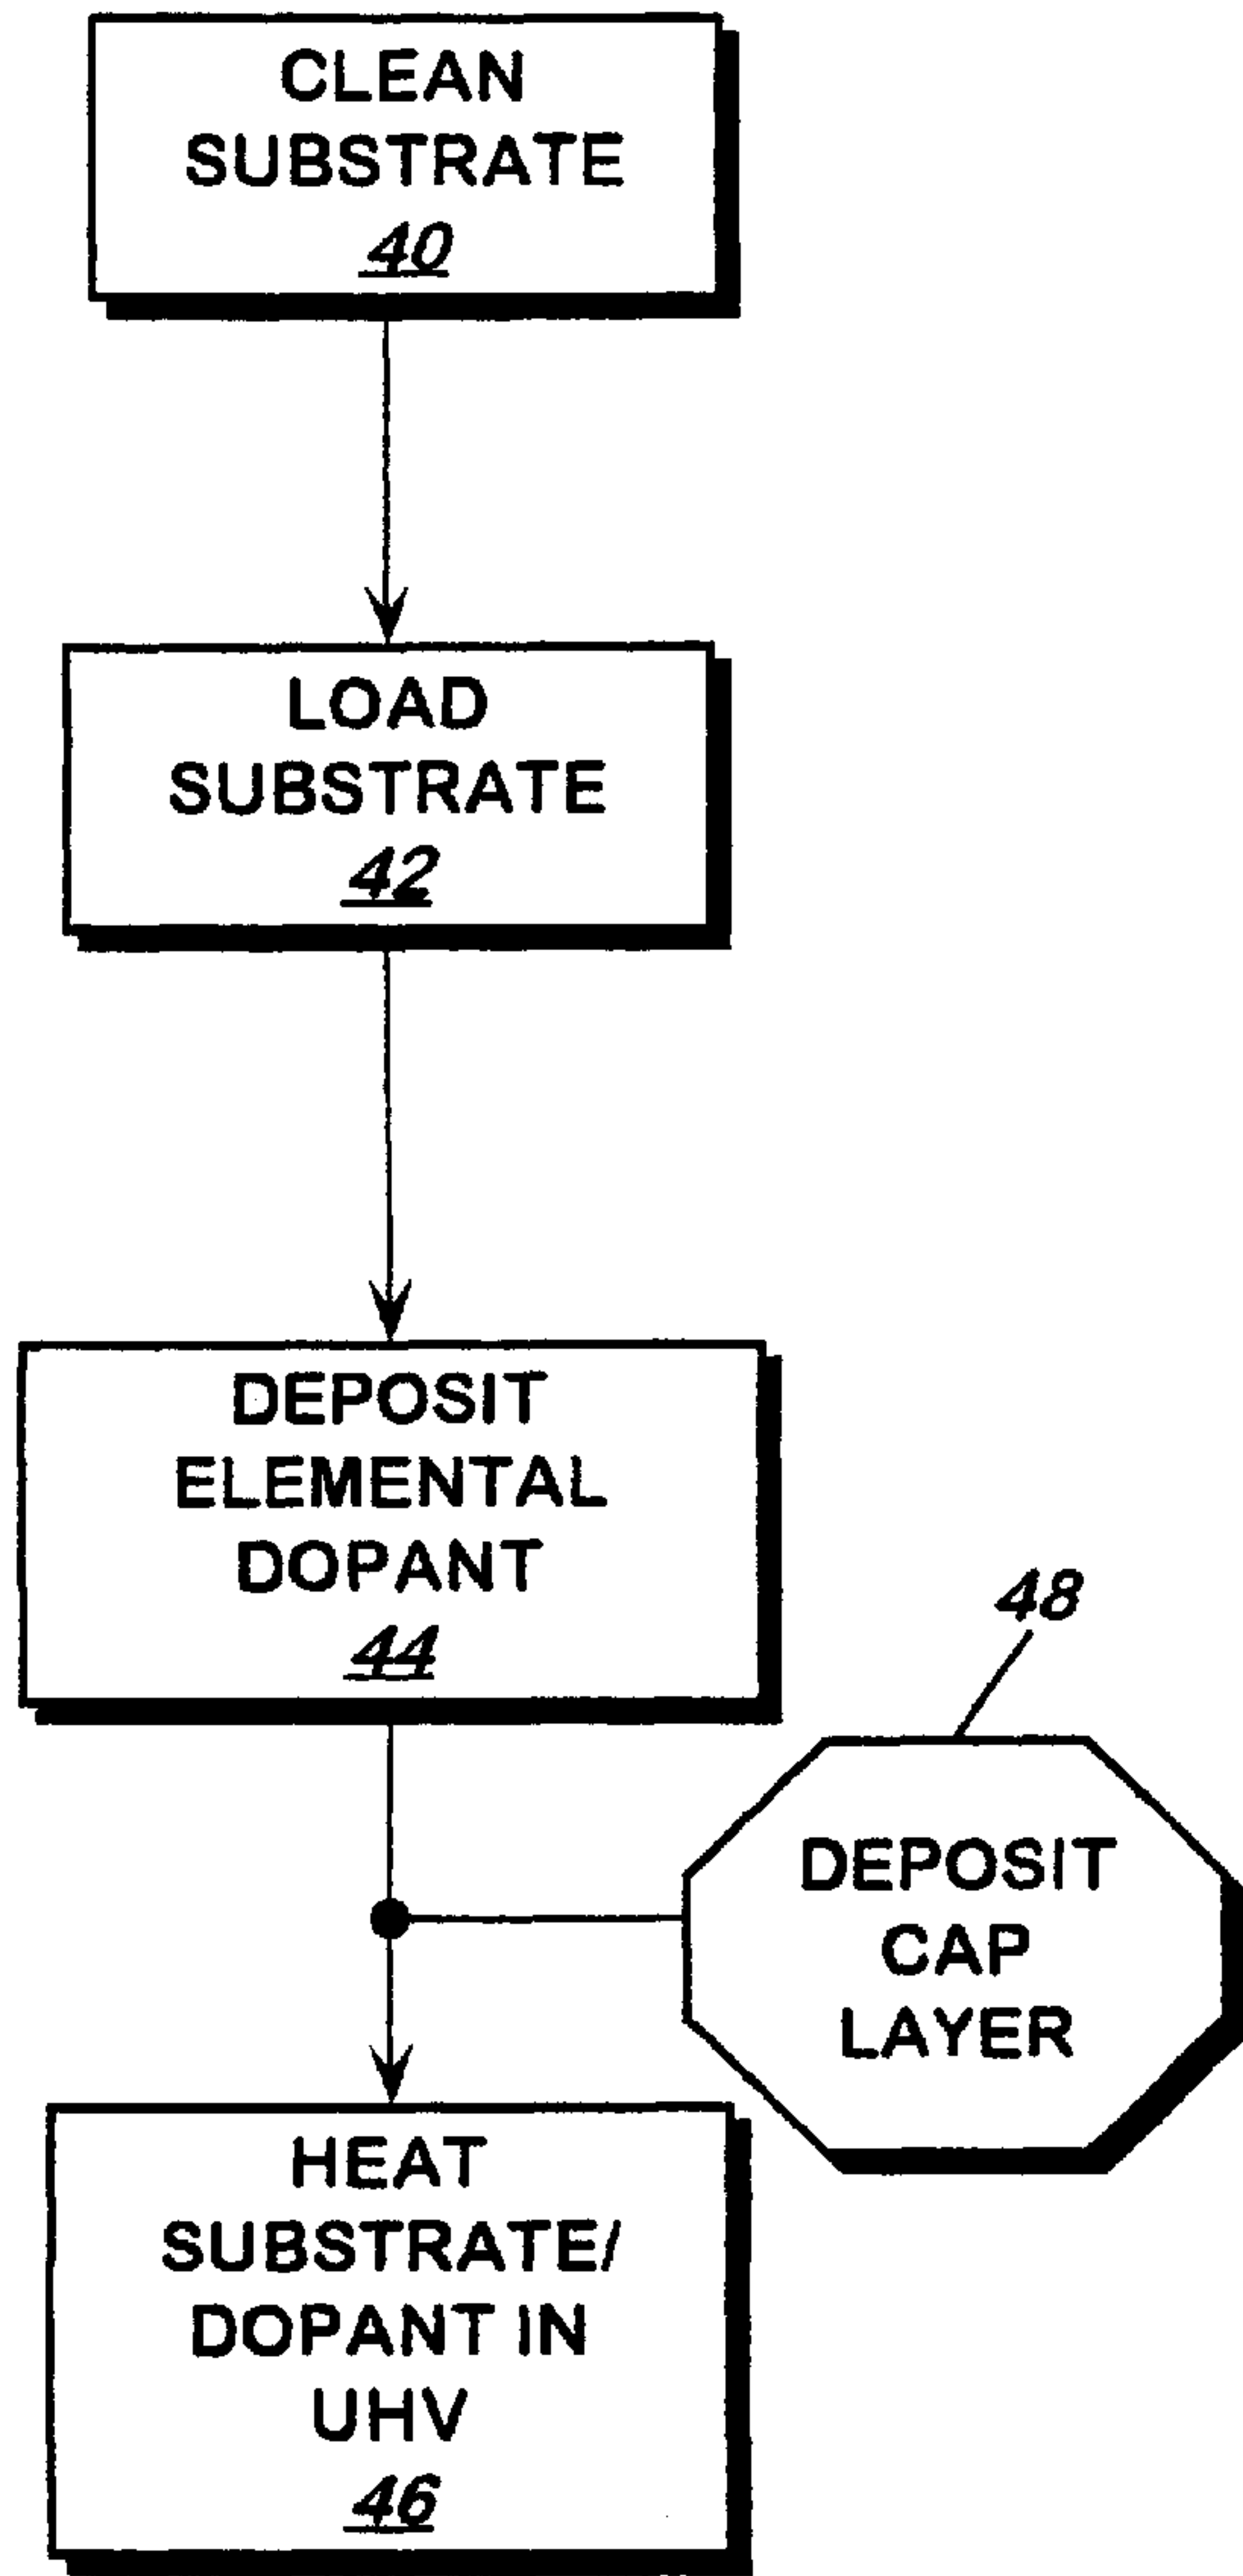 CLEAN
SUBSTRATE
40
LOAD
SUBSTRATE
42
DEPOSIT
ELEMENTAL
DOPANT
44
48
DEPOSIT
CAP
LAYER
HEAT
SUBSTRATE/
DOPANT IN
UHV
46